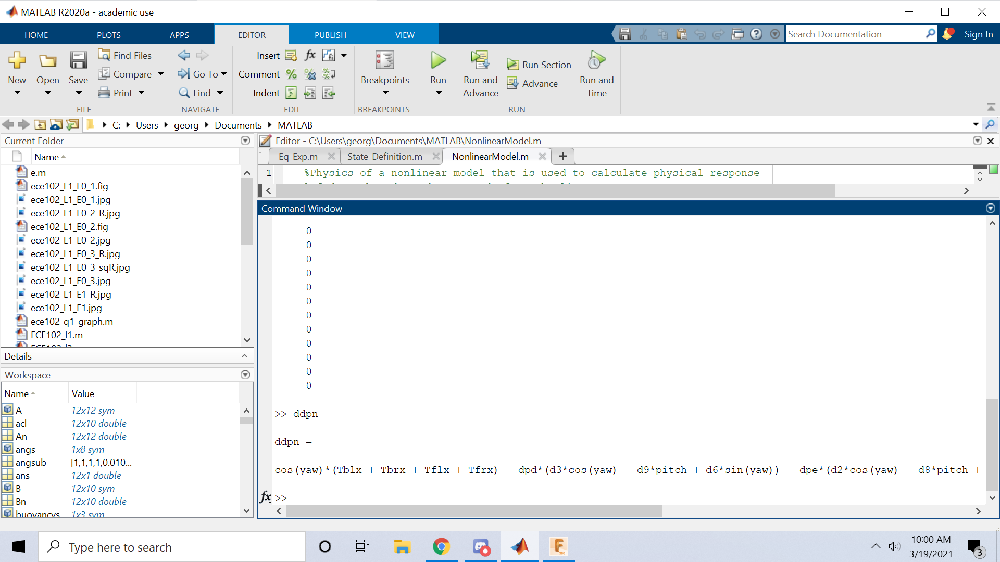 MATLAB R2020a - academic use
HOME PLOTS APPS EDITOR PUBLISH VIEW
Search Documentation
Sign In
New
Open
Save
Find Files
Compare
Print
FILE
Go To
Find
NAVIGATE
Insert
fx
fi
Comment
Indent
EDIT
Breakpoints
BREAKPOINTS
Run
Run and
Advance
Run Section
Advance
Run and
Time
RUN
C: Users georg Documents MATLAB
Current Folder
Name
e.m
ece102_L1_E0_1.fig
ece102_L1_E0_1.jpg
ece102_L1_E0_2_R.jpg
ece102_L1_E0_2.fig
ece102_L1_E0_2.jpg
ece102_L1_E0_3_R.jpg
ece102_L1_E0_3_sqR.jpg
ece102_L1_E0_3.jpg
ece102_L1_E1_R.jpg
ece102_L1_E1.jpg
ece102_q1_graph.m
ECE102_l1.m
Details
Workspace
Name Value
A 12x12 sym
acl 12x10 double
An 12x12 double
angs 1x8 sym
angsub [1,1,1,1,0.010...
ans 12x1 double
B 12x10 sym
Bn 12x10 double
buoyancys 1x3 sym
Editor - C:\Users\georg\Documents\MATLAB\NonlinearModel.m
Eq_Exp.m State_Definition.m NonlinearModel.m
1 %Physics of a nonlinear model that is used to calculate physical response
Command Window
0
0
0
0
0
0
0
0
0
0
0
0
>> ddpn
ddpn =
cos(yaw)*(Tblx + Tbrx + Tflx + Tfrx) - dpd*(d3*cos(yaw) - d9*pitch + d6*sin(yaw)) - dpe*(d2*cos(yaw) - d8*pitch +
fx >>
Type here to search
F
360
10:00 AM
3/19/2021
3